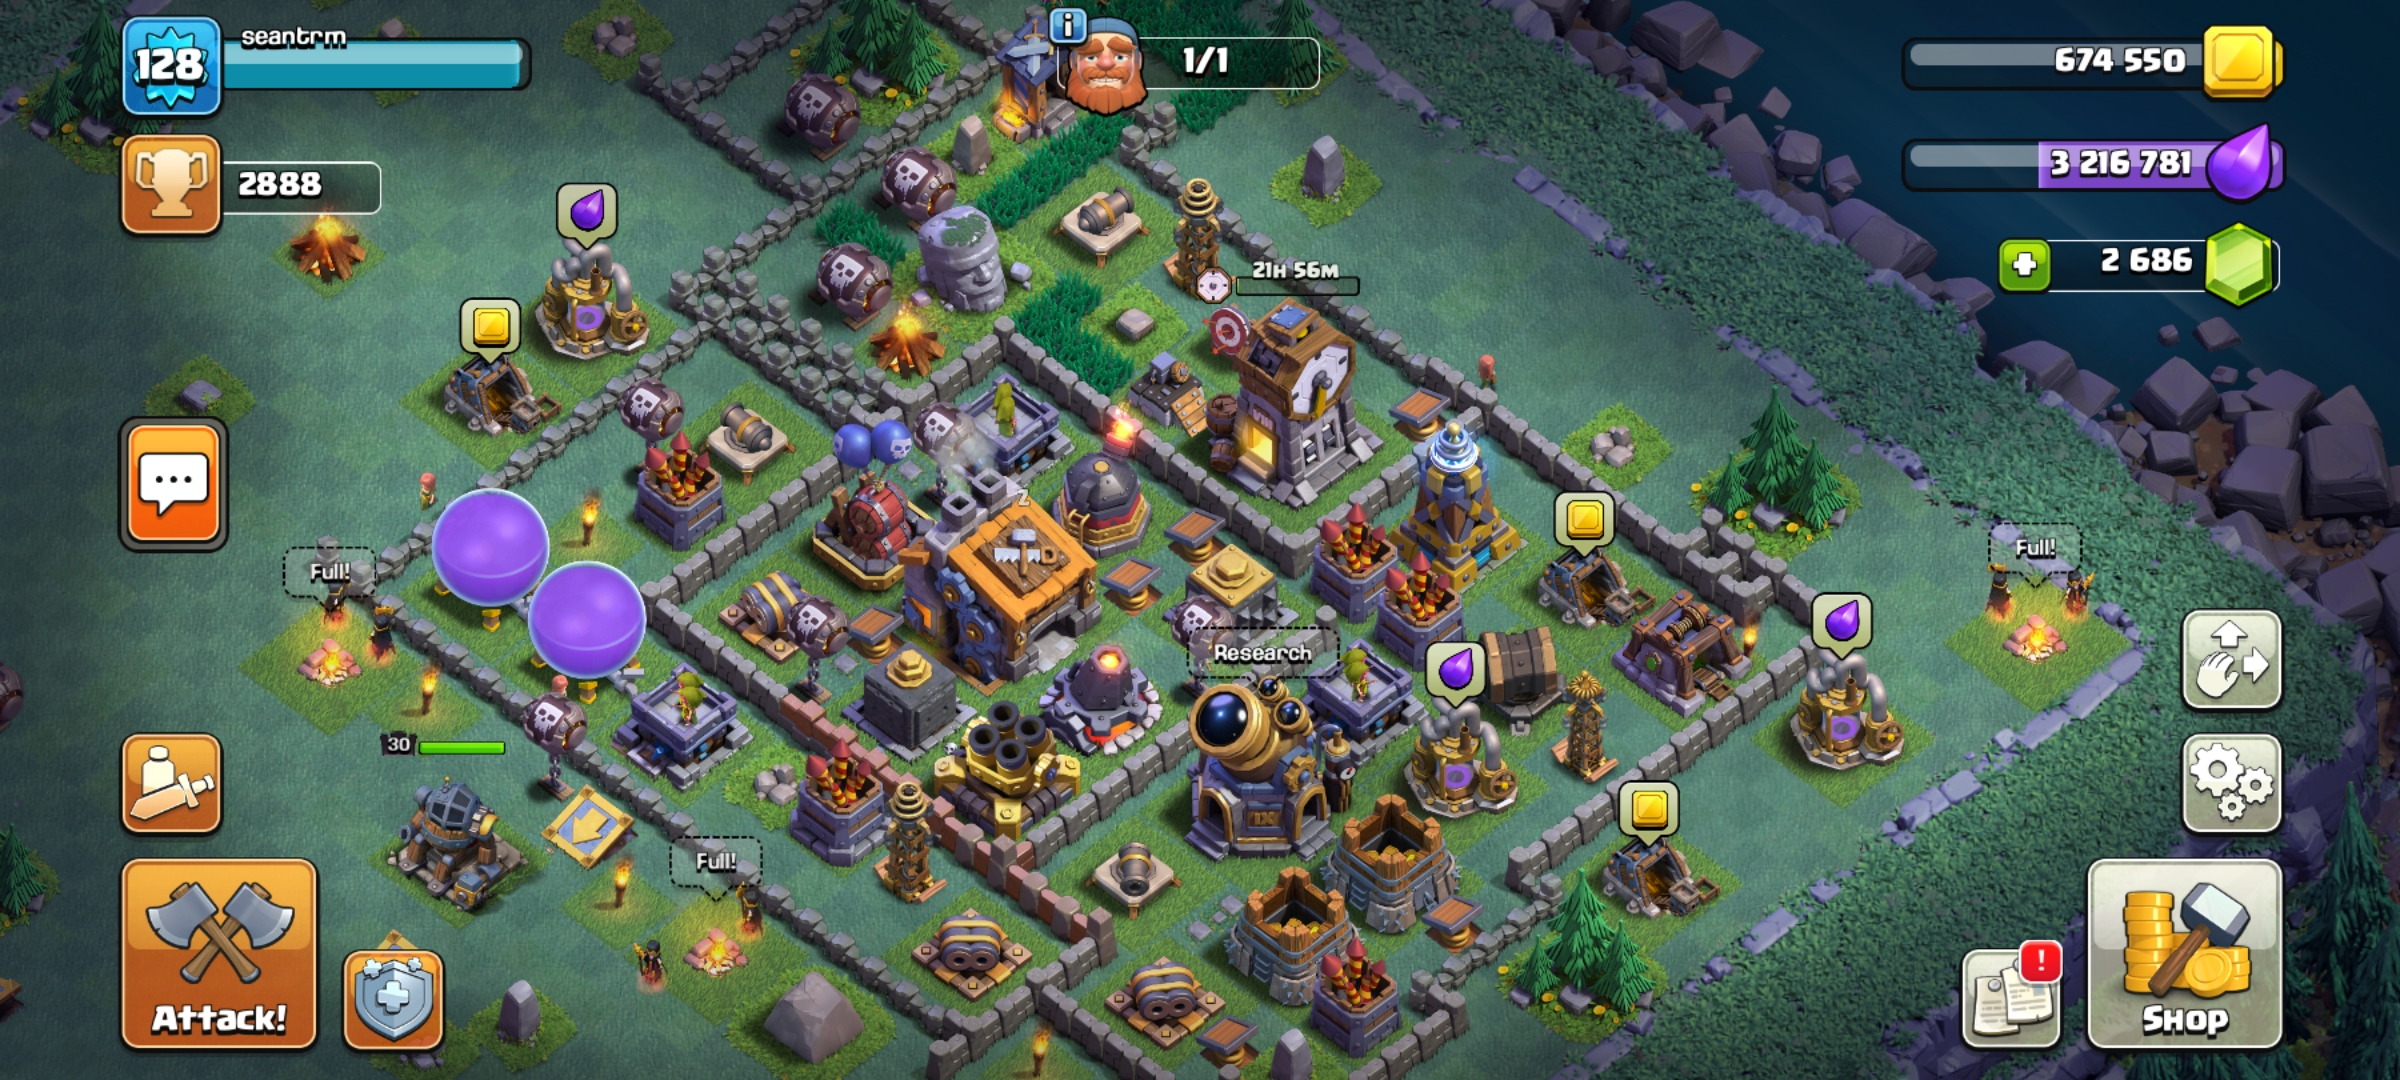 128
seantrm
i
1/1
674 550
2888
3 216 781
2 686
21H 56M
z
Full!
Full!
Research
30
Full!
Attack!
!
Shop